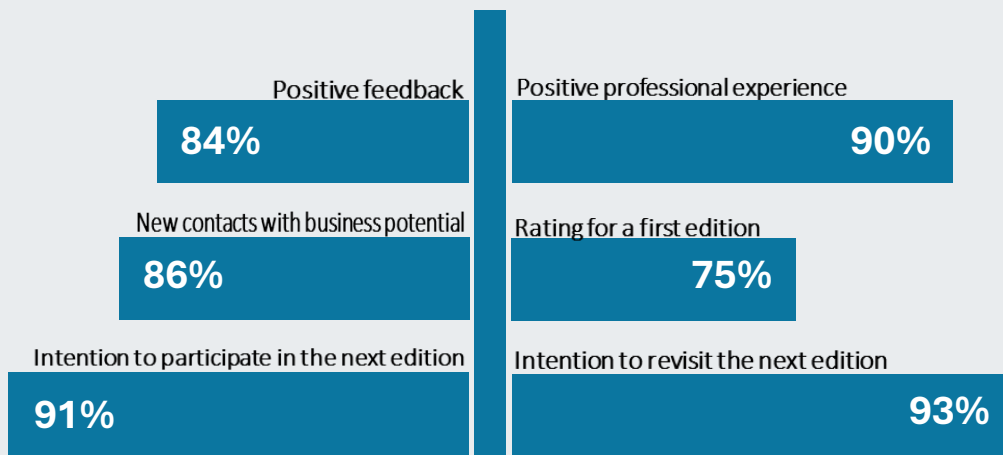 Positive feedback
84%
New contacts with business potential
86%
Intention to participate in the next edition
91%
Positive professional experience
90%
Rating for a first edition
75%
Intention to revisit the next edition
93%